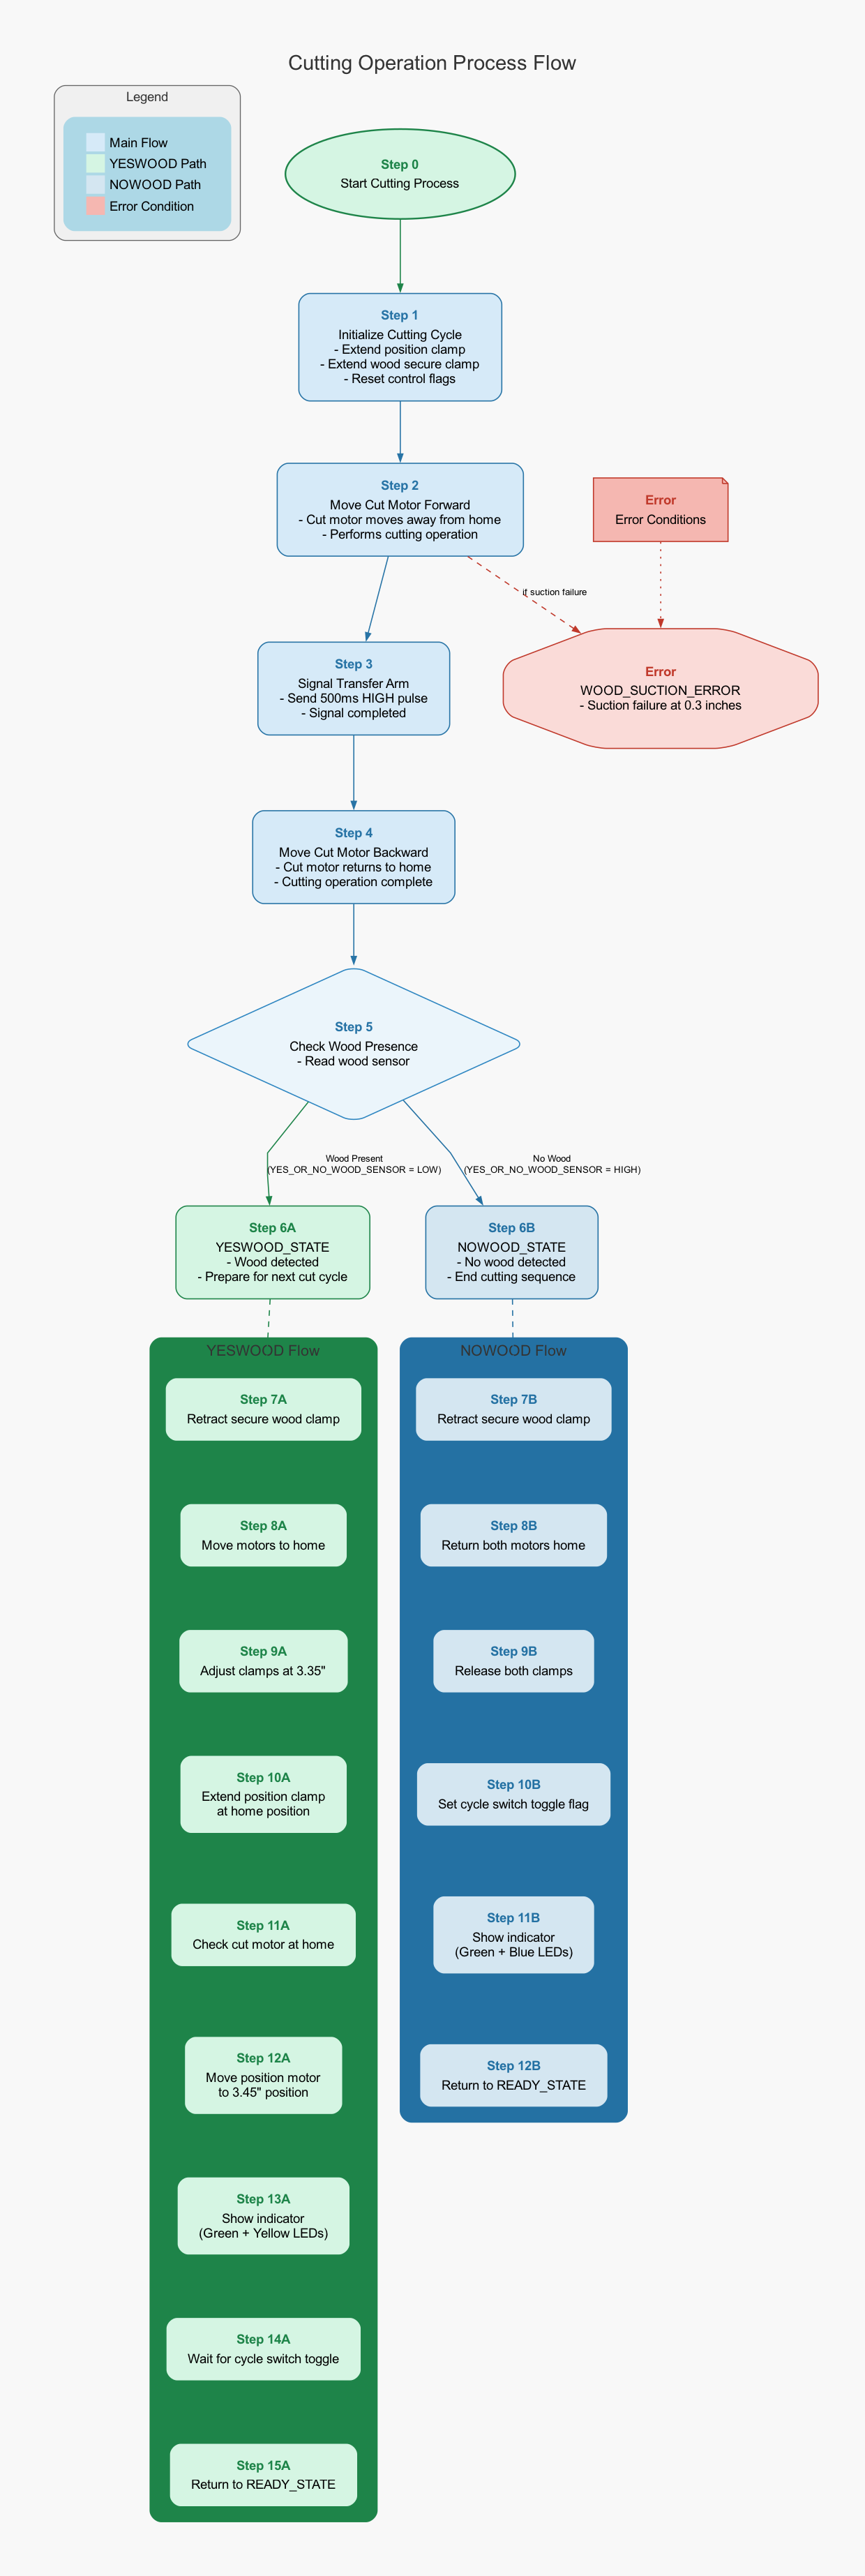 Cutting Operation Process Flow
Legend
Main Flow
YESWOOD Path
NOWOOD Path
Error Condition
Step 0
Start Cutting Process
Step 1
Initialize Cutting Cycle
- Extend position clamp
- Extend wood secure clamp
- Reset control flags
Step 2
Move Cut Motor Forward
- Cut motor moves away from home
- Performs cutting operation
Error
Error Conditions
if suction failure
Step 3
Signal Transfer Arm
- Send 500ms HIGH pulse
- Signal completed
Error
WOOD_SUCTION_ERROR
- Suction failure at 0.3 inches
Step 4
Move Cut Motor Backward
- Cut motor returns to home
- Cutting operation complete
Step 5
Check Wood Presence
- Read wood sensor
Wood Present
(YES_OR_NO_WOOD_SENSOR = LOW)
No Wood
(YES_OR_NO_WOOD_SENSOR = HIGH)
Step 6A
YESWOOD_STATE
- Wood detected
- Prepare for next cut cycle
Step 6B
NOWOOD_STATE
- No wood detected
- End cutting sequence
YESWOOD Flow
Step 7A
Retract secure wood clamp
Step 8A
Move motors to home
Step 9A
Adjust clamps at 3.35"
Step 10A
Extend position clamp
at home position
Step 11A
Check cut motor at home
Step 12A
Move position motor
to 3.45" position
Step 13A
Show indicator
(Green + Yellow LEDs)
Step 14A
Wait for cycle switch toggle
Step 15A
Return to READY_STATE
NOWOOD Flow
Step 7B
Retract secure wood clamp
Step 8B
Return both motors home
Step 9B
Release both clamps
Step 10B
Set cycle switch toggle flag
Step 11B
Show indicator
(Green + Blue LEDs)
Step 12B
Return to READY_STATE